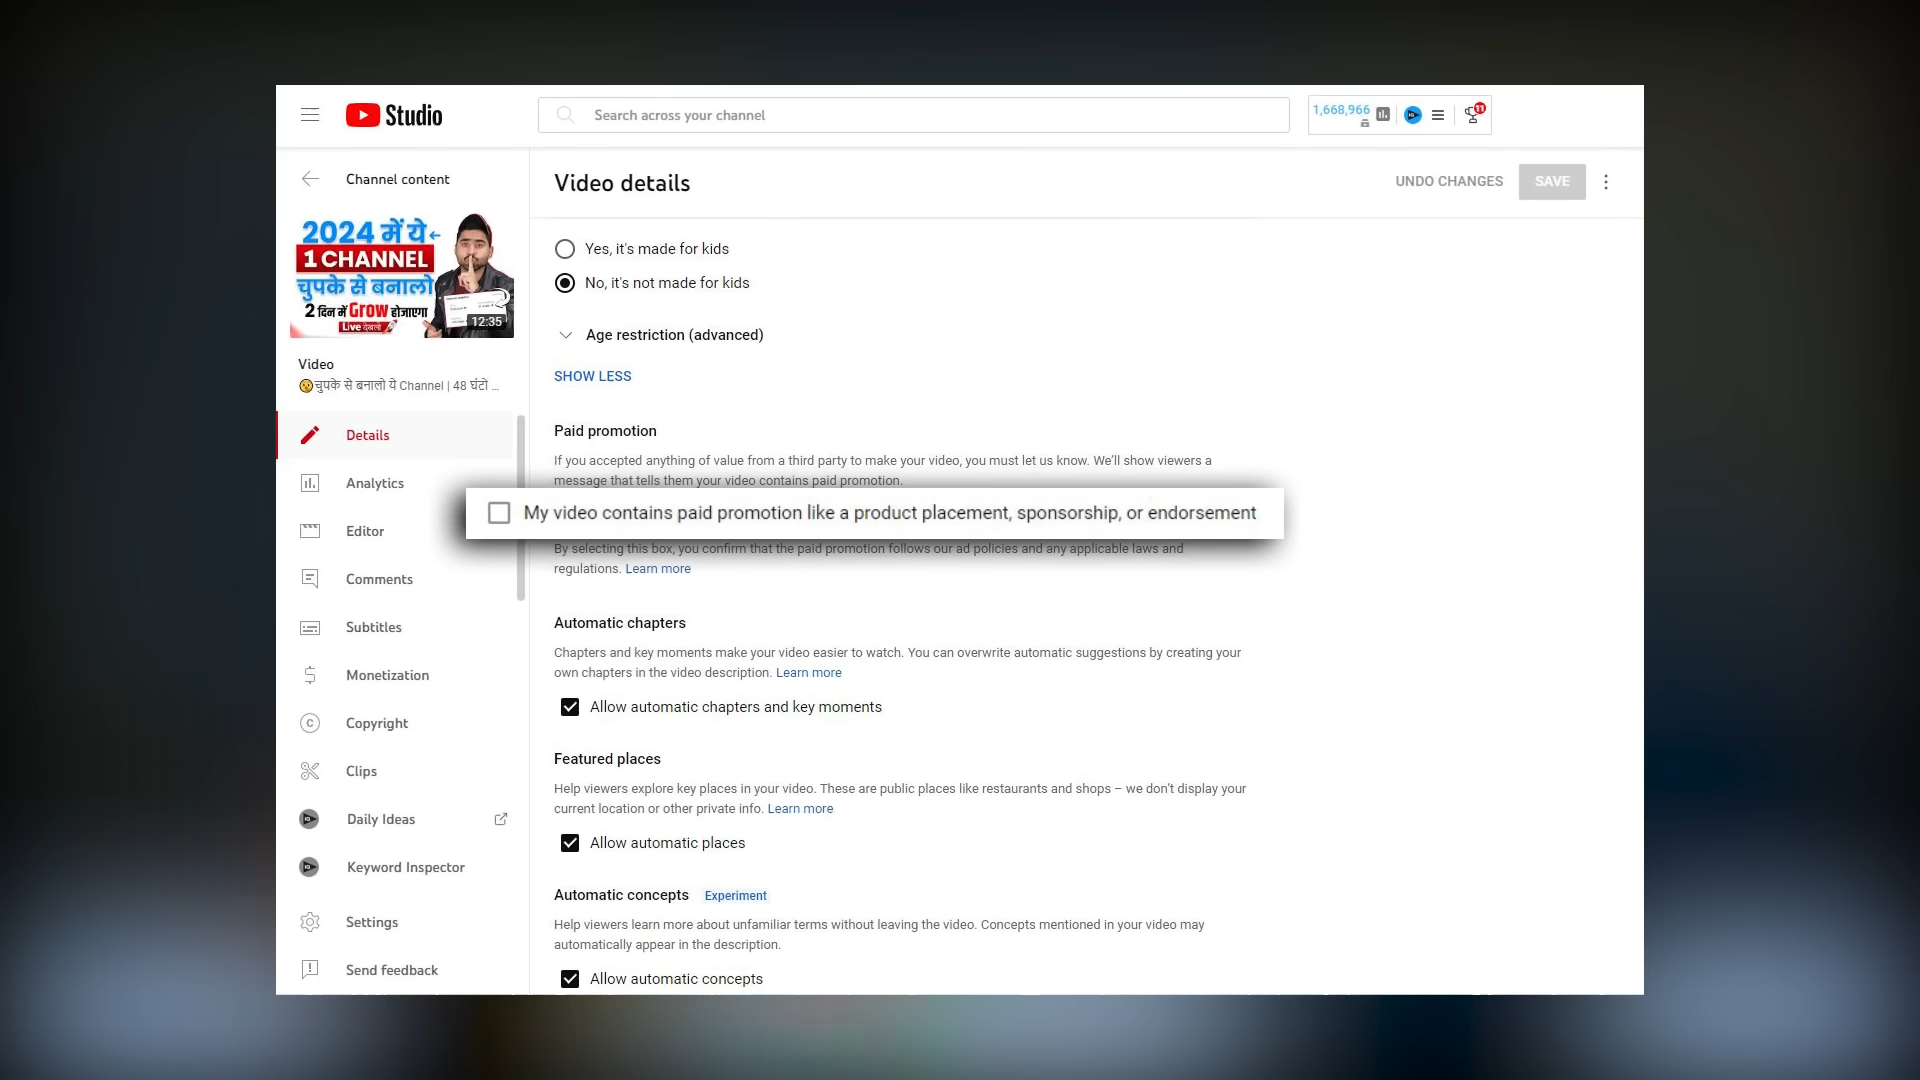 Studio
Search across your channel
1,668,966
11
Channel content
Video details
UNDO CHANGES
SAVE
2024 में ये
1 CHANNEL
चुपके से बनालो
2 दिन में Grow होजाएगा
Live देखलो
12:35
Video
चुपके से बनालो ये Channel | 48 घंटो ...
Details
Analytics
Editor
Comments
Subtitles
Monetization
Copyright
Clips
Daily Ideas
Keyword Inspector
Settings
Send feedback
Yes, it's made for kids
No, it's not made for kids
Age restriction (advanced)
SHOW LESS
Paid promotion
If you accepted anything of value from a third party to make your video, you must let us know. We'll show viewers a
message that tells them your video contains paid promotion.
My video contains paid promotion like a product placement, sponsorship, or endorsement
By selecting this box, you confirm that the paid promotion follows our ad policies and any applicable laws and
regulations. Learn more
Automatic chapters
Chapters and key moments make your video easier to watch. You can overwrite automatic suggestions by creating your
own chapters in the video description. Learn more
Allow automatic chapters and key moments
Featured places
Help viewers explore key places in your video. These are public places like restaurants and shops – we don't display your
current location or other private info. Learn more
Allow automatic places
Automatic concepts Experiment
Help viewers learn more about unfamiliar terms without leaving the video. Concepts mentioned in your video may
automatically appear in the description.
Allow automatic concepts